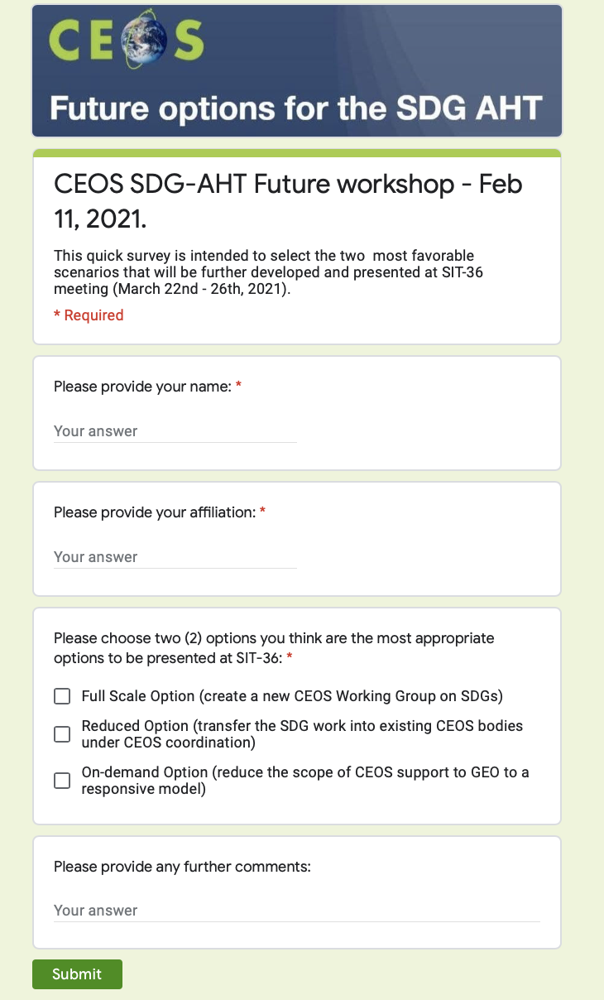 CEOS
Future options for the SDG AHT
CEOS SDG-AHT Future workshop - Feb
11, 2021.
This quick survey is intended to select the two  most favorable
scenarios that will be further developed and presented at SIT-36
meeting (March 22nd - 26th, 2021).
* Required
Please provide your name: *
Your answer
Please provide your affiliation: *
Your answer
Please choose two (2) options you think are the most appropriate
options to be presented at SIT-36: *
Full Scale Option (create a new CEOS Working Group on SDGs)
Reduced Option (transfer the SDG work into existing CEOS bodies
under CEOS coordination)
On-demand Option (reduce the scope of CEOS support to GEO to a
responsive model)
Please provide any further comments:
Your answer
Submit